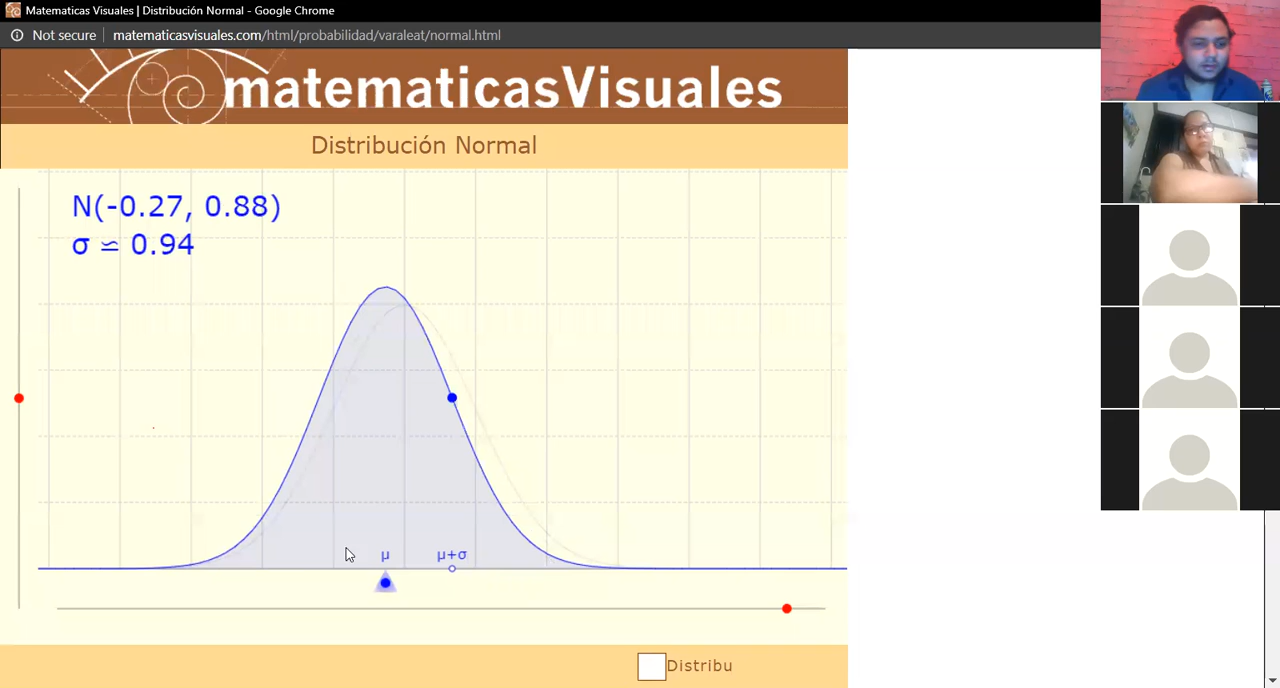 Matematicas Visuales | Distribución Normal - Google Chrome
Not secure | matematicasvisuales.com/html/probabilidad/varaleat/normal.html
matematicasVisuales
Distribución Normal
N(-0.27, 0.88)
σ ≃ 0.94
μ μ+σ
Distribu